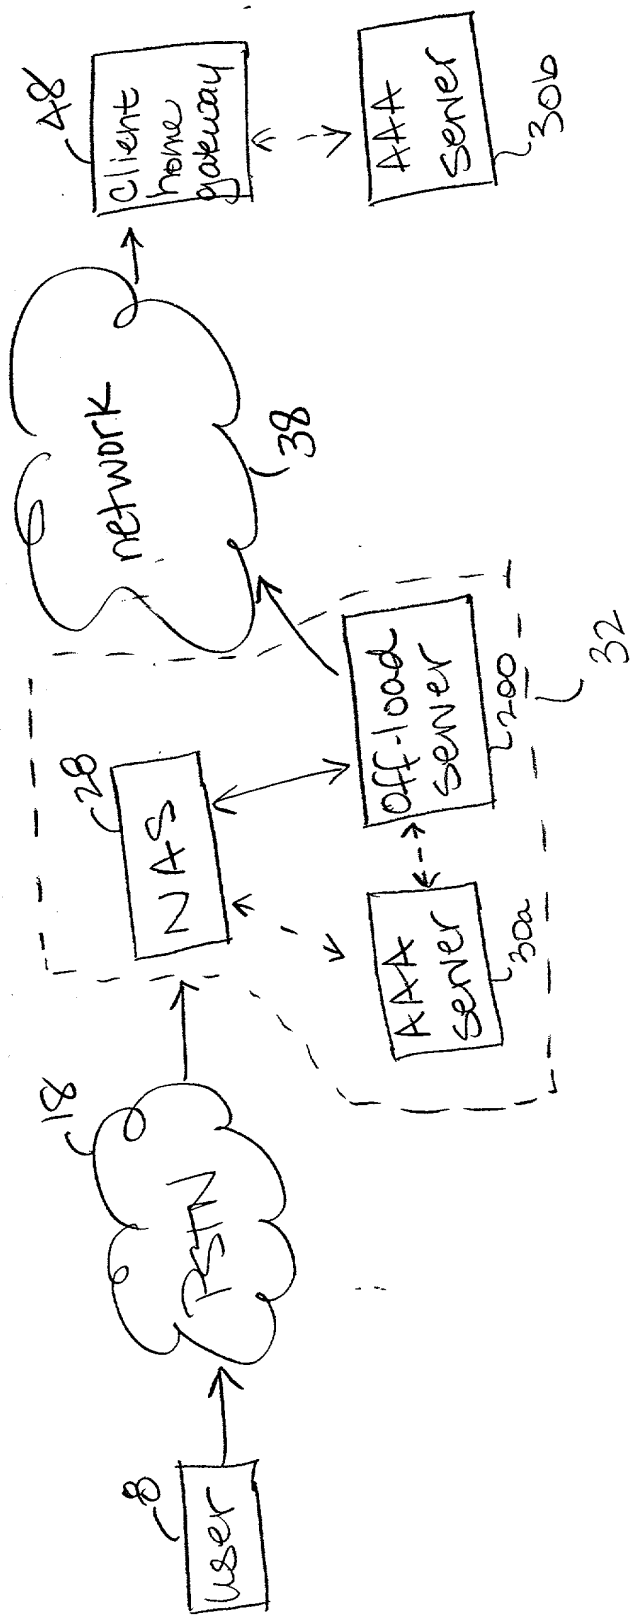 8
user
18
PSTN
28
NAS
AAA
server
30a
off-load
server
200
32
network
38
48
client
home
gateway
AAA
server
30b